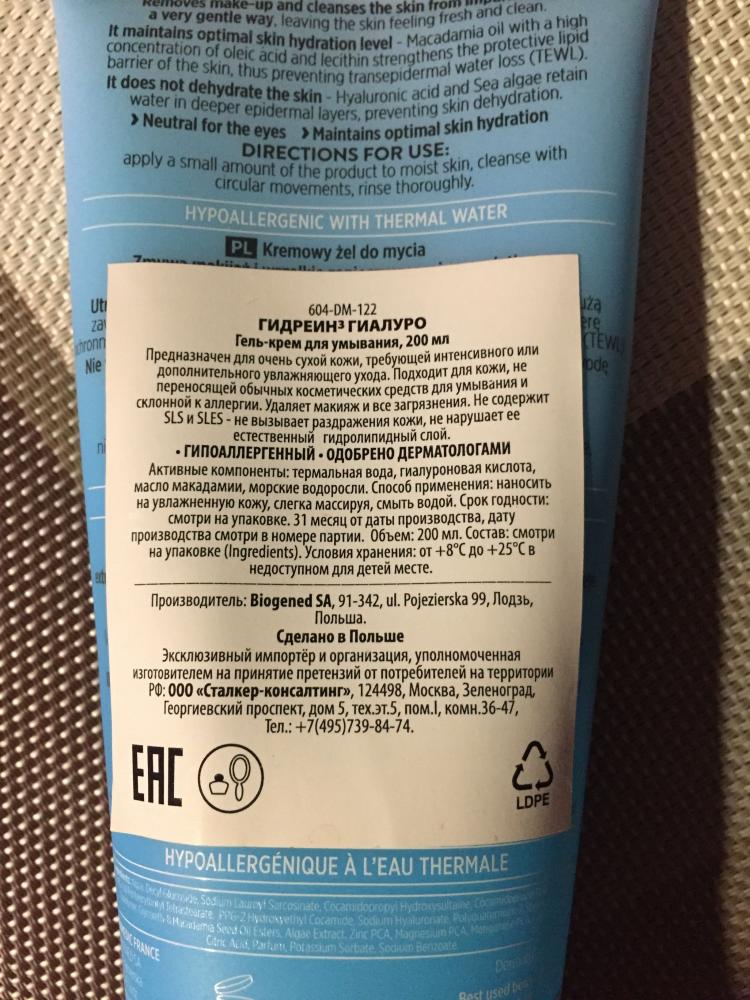 Removes make-up and cleanses the skin from
a very gentle way, leaving the skin feeling fresh and clean.
It maintains optimal skin hydration level - Macadamia oil with a high
concentration of oleic acid and lecithin strengthens the protective lipid
barrier of the skin, thus preventing transepidermal water loss (TEWL).
It does not dehydrate the skin - Hyaluronic acid and Sea algae retain
water in deeper epidermal layers, preventing skin dehydration.
› Neutral for the eyes › Maintains optimal skin hydration
DIRECTIONS FOR USE:
apply a small amount of the product to moist skin, cleanse with
circular movements, rinse thoroughly.
HYPOALLERGENIC WITH THERMAL WATER
PL Kremowy żel do mycia
604-DM-122
ГИДРЕИН³ ГИАЛУРО
Гель-крем для умывания, 200 мл
Предназначен для очень сухой кожи, требующей интенсивного или
дополнительного увлажняющего ухода. Подходит для кожи, не
переносящей обычных косметических средств для умывания и
склонной к аллергии. Удаляет макияж и все загрязнения. Не содержит
SLS и SLES - не вызывает раздражения кожи, не нарушает ее
естественный гидролипидный слой.
• ГИПОАЛЛЕРГЕННЫЙ • ОДОБРЕНО ДЕРМАТОЛОГАМИ
Активные компоненты: термальная вода, гиалуроновая кислота,
масло макадамии, морские водоросли. Способ применения: наносить
на увлажненную кожу, слегка массируя, смыть водой. Срок годности:
смотри на упаковке. 31 месяц от даты производства, дату
производства смотри в номере партии. Объем: 200 мл. Состав: смотри
на упаковке (Ingredients). Условия хранения: от +8°C до +25°C в
недоступном для детей месте.
Производитель: Biogened SA, 91-342, ul. Pojezierska 99, Лодзь,
Польша.
Сделано в Польше
Эксклюзивный импортёр и организация, уполномоченная
изготовителем на принятие претензий от потребителей на территории
РФ: ООО «Сталкер-консалтинг», 124498, Москва, Зеленоград,
Георгиевский проспект, дом 5, тех.эт.5, пом.I, комн.36-47,
Тел.: +7(495)739-84-74.
EAC
LDPE
HYPOALLERGÉNIQUE À L'EAU THERMALE
Decyl Glucoside, Sodium Lauroyl Sarcosinate, Cocamidopropyl Hydroxysultaine,
Tetrastearate, PPG-2 Hydroxyethyl Cocamide, Sodium Hyaluronate,
Macadamia Seed Oil Esters, Algae Extract, Zinc PCA, Magnesium PCA,
Citric Acid, Parfum, Potassium Sorbate, Sodium Benzoate.
FRANCE
Best used